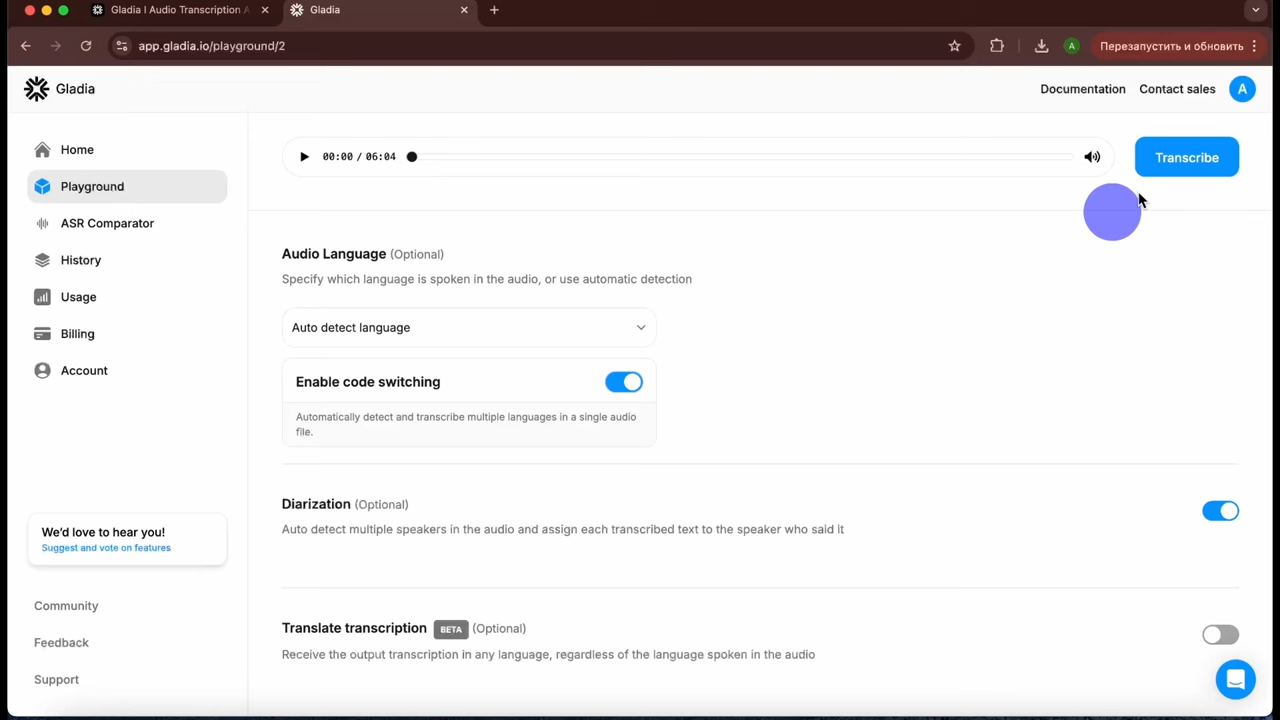 Gladia I Audio Transcription A
Gladia
app.gladia.io/playground/2
A
Перезапустить и обновить
Gladia
Documentation
Contact sales
A
Home
Playground
ASR Comparator
History
Usage
Billing
Account
We'd love to hear you!
Suggest and vote on features
Community
Feedback
Support
00:00 / 06:04
Transcribe
Audio Language (Optional)
Specify which language is spoken in the audio, or use automatic detection
Auto detect language
Enable code switching
Automatically detect and transcribe multiple languages in a single audio
file.
Diarization (Optional)
Auto detect multiple speakers in the audio and assign each transcribed text to the speaker who said it
Translate transcription BETA (Optional)
Receive the output transcription in any language, regardless of the language spoken in the audio